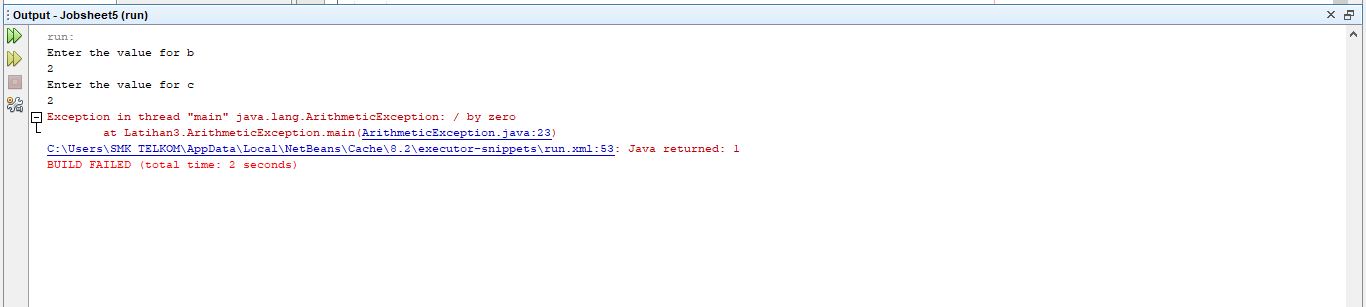 Output - Jobsheet5 (run)
run:
Enter the value for b
2
Enter the value for c
2
Exception in thread "main" java.lang.ArithmeticException: / by zero
at Latihan3.ArithmeticException.main(ArithmeticException.java:23)
C:\Users\SMK TELKOM\AppData\Local\NetBeans\Cache\8.2\executor-snippets\run.xml:53: Java returned: 1
BUILD FAILED (total time: 2 seconds)